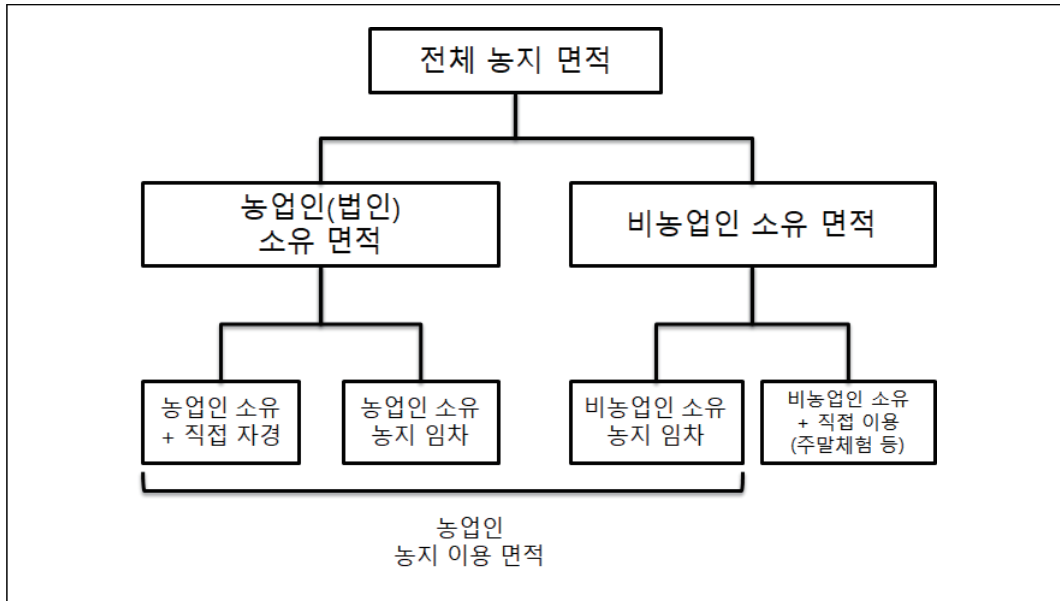 전체 농지 면적
농업인(법인)
소유 면적
비농업인 소유 면적
농업인 소유
+ 직접 자경
농업인 소유
농지 임차
비농업인 소유
농지 임차
비농업인 소유
+ 직접 이용
(주말체험 등)
농업인
농지 이용 면적